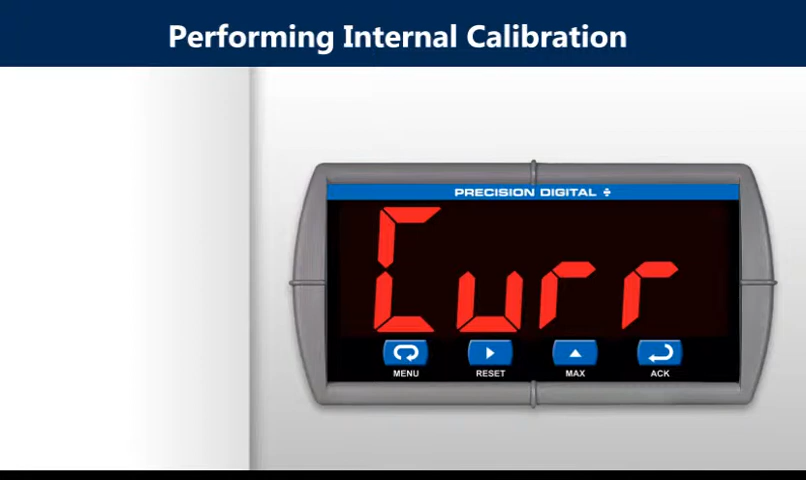 Performing Internal Calibration
PRECISION DIGITAL
Curr
MENU RESET MAX ACK